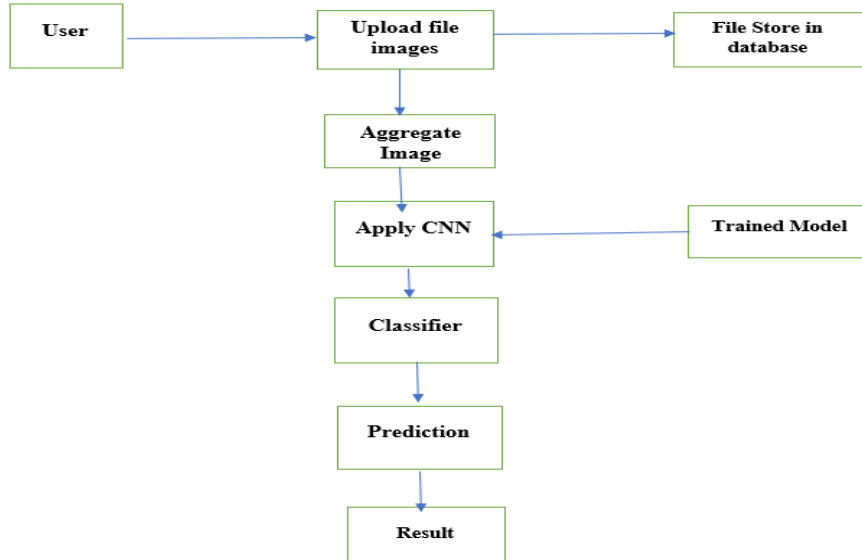 User
Upload file
images
File Store in
database
Aggregate
Image
Apply CNN
Trained Model
Classifier
Prediction
Result